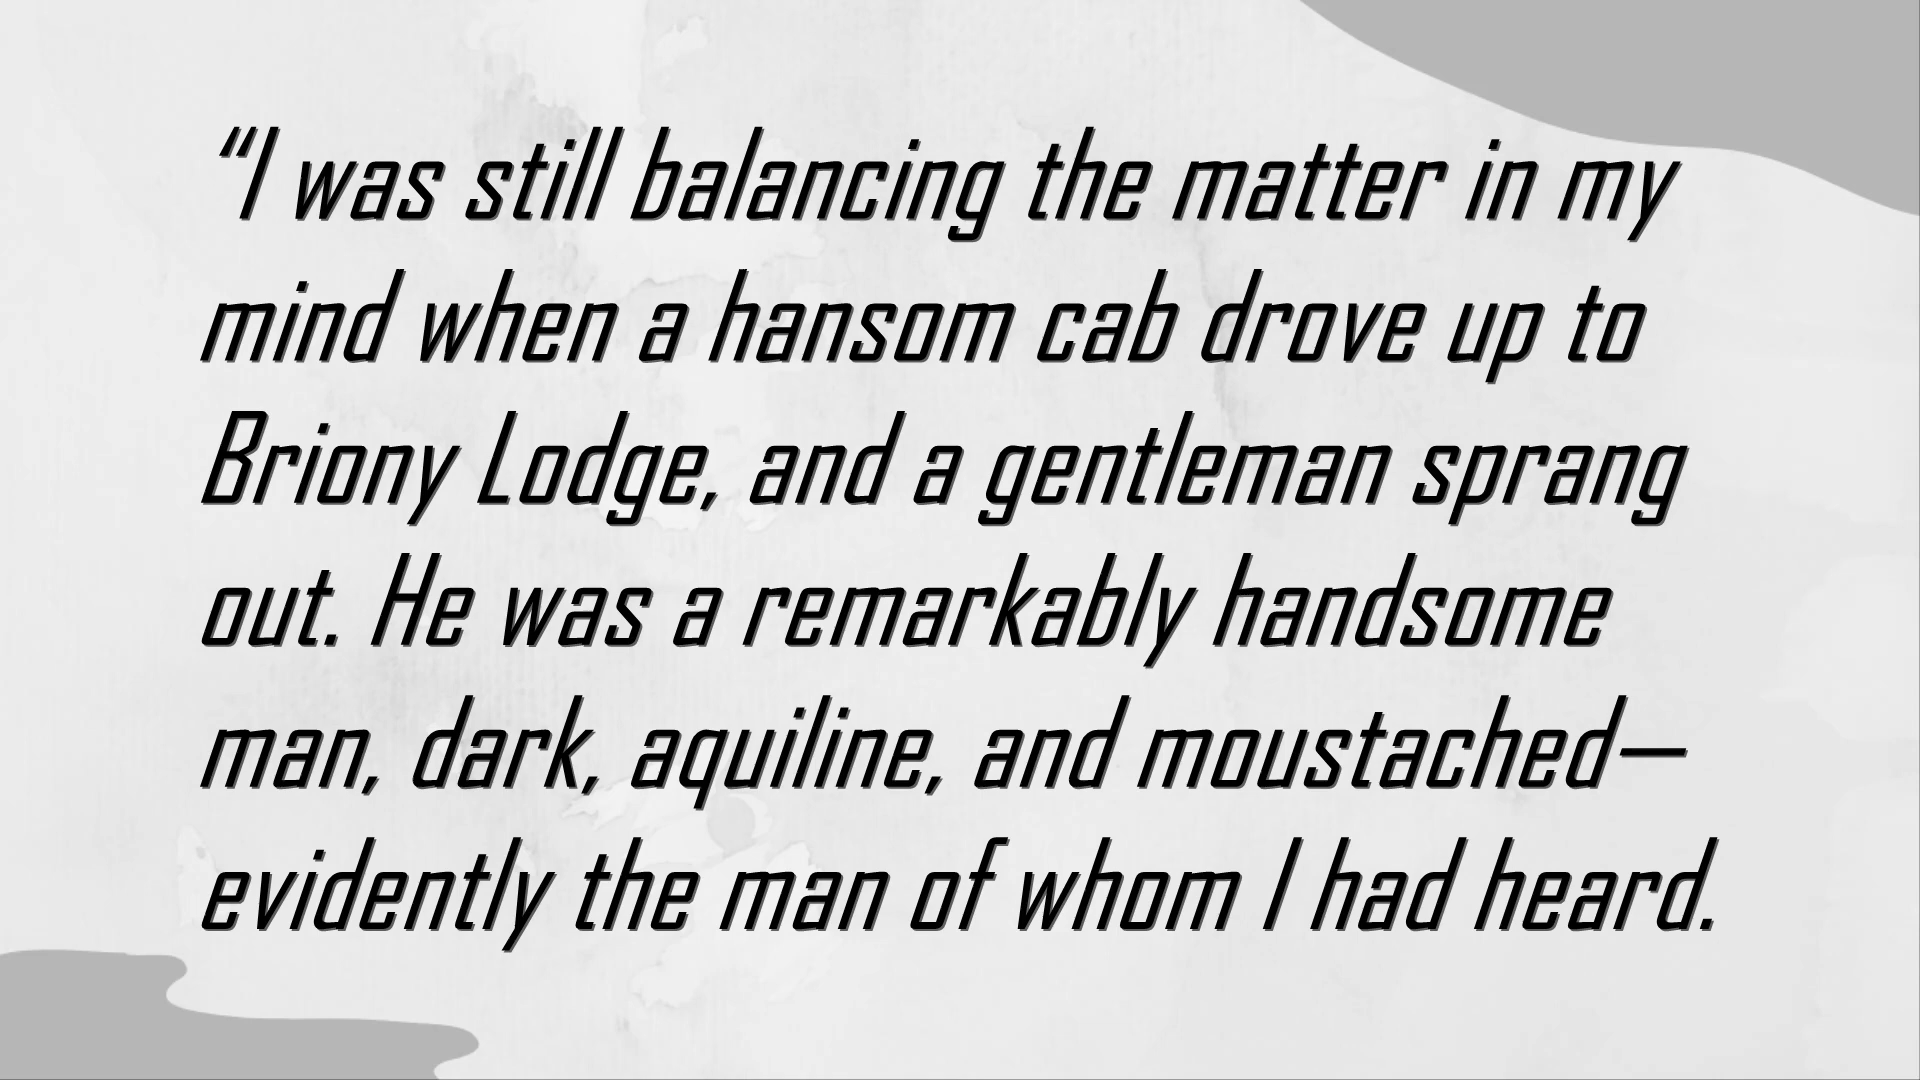 “I was still balancing the matter in my
mind when a hansom cab drove up to
Briony Lodge, and a gentleman sprang
out. He was a remarkably handsome
man, dark, aquiline, and moustached—
evidently the man of whom I had heard.